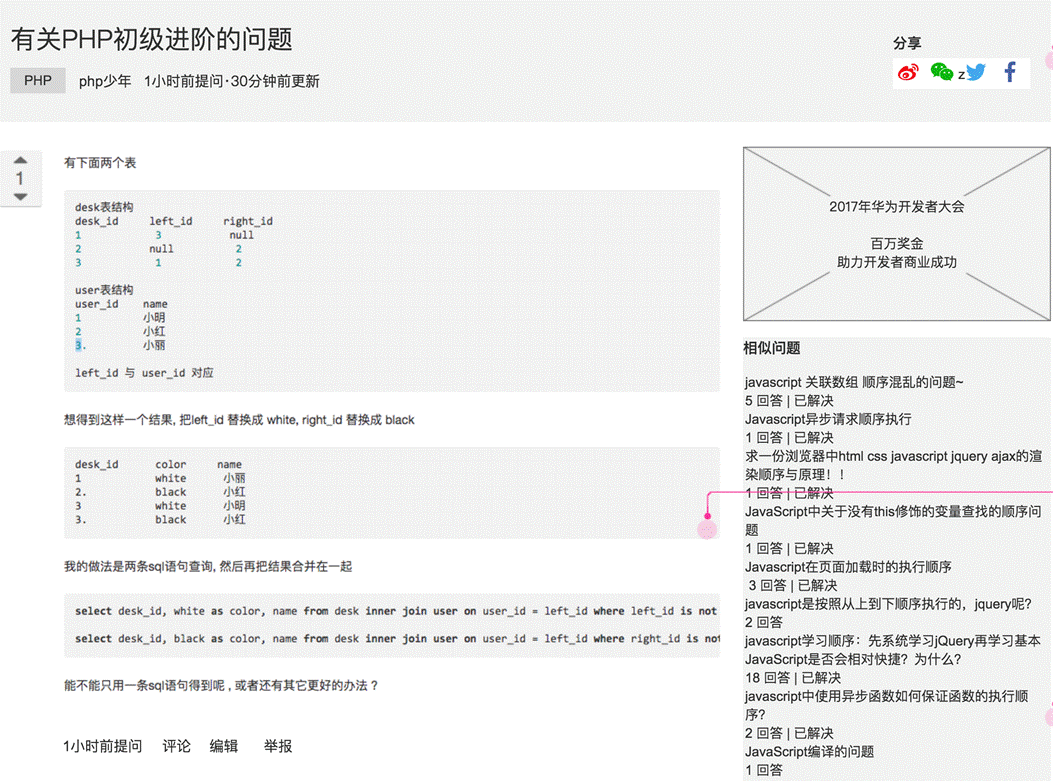 有关PHP初级进阶的问题
PHP php少年 1小时前提问·30分钟前更新
分享
z
1
有下面两个表
desk表结构
desk_id left_id right_id
1 3 null
2 null 2
3 1 2
user表结构
user_id name
1 小明
2 小红
3. 小丽
left_id 与 user_id 对应
想得到这样一个结果, 把left_id 替换成 white, right_id 替换成 black
desk_id color name
1 white 小丽
2. black 小红
3 white 小明
3. black 小红
我的做法是两条sql语句查询, 然后再把结果合并在一起
select desk_id, white as color, name from desk inner join user on user_id = left_id where left_id is not
select desk_id, black as color, name from desk inner join user on user_id = left_id where right_id is not
能不能只用一条sql语句得到呢 , 或者还有其它更好的办法 ?
1小时前提问 评论 编辑 举报
2017年华为开发者大会
百万奖金
助力开发者商业成功
相似问题
javascript 关联数组 顺序混乱的问题~
5 回答 | 已解决
Javascript异步请求顺序执行
1 回答 | 已解决
求一份浏览器中html css javascript jquery ajax的渲
染顺序与原理！！
1 回答 | 已解决
JavaScript中关于没有this修饰的变量查找的顺序问
题
1 回答 | 已解决
Javascript在页面加载时的执行顺序
3 回答 | 已解决
javascript是按照从上到下顺序执行的，jquery呢?
2 回答
javascript学习顺序：先系统学习jQuery再学习基本
JavaScript是否会相对快捷？为什么?
18 回答 | 已解决
javascript中使用异步函数如何保证函数的执行顺
序?
2 回答 | 已解决
JavaScript编译的问题
1 回答